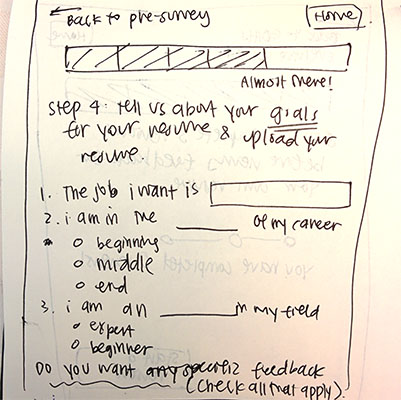 ← Back to pre-survey
Home
Almost there!
Step 4: Tell us about your goals
for your resume & upload your
resume.
1. The job i want is
2. i am in the ______ of my career
beginning
middle
end
3. i am an ______ in my field
expert
beginner
Do you want any specific feedback
(check all that apply).